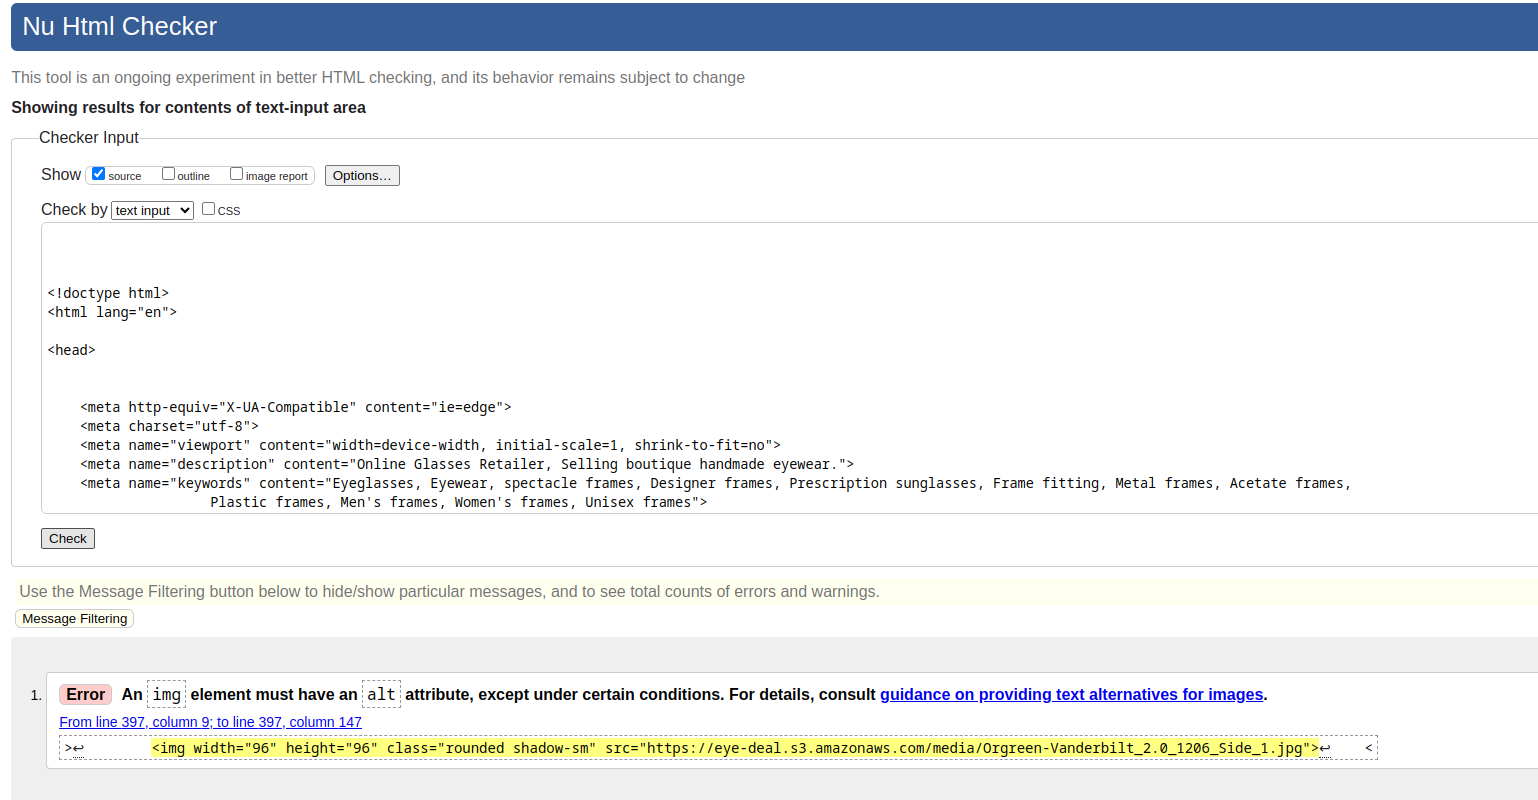 Nu Html Checker
This tool is an ongoing experiment in better HTML checking, and its behavior remains subject to change
Showing results for contents of text-input area
Checker Input
Show source outline image report Options...
Check by text input CSS
<!doctype html>
<html lang="en">
<head>
<meta http-equiv="X-UA-Compatible" content="ie=edge">
<meta charset="utf-8">
<meta name="viewport" content="width=device-width, initial-scale=1, shrink-to-fit=no">
<meta name="description" content="Online Glasses Retailer, Selling boutique handmade eyewear.">
<meta name="keywords" content="Eyeglasses, Eyewear, spectacle frames, Designer frames, Prescription sunglasses, Frame fitting, Metal frames, Acetate frames,
Plastic frames, Men's frames, Women's frames, Unisex frames">
Check
Use the Message Filtering button below to hide/show particular messages, and to see total counts of errors and warnings.
Message Filtering
1. Error An img element must have an alt attribute, except under certain conditions. For details, consult guidance on providing text alternatives for images.
From line 397, column 9; to line 397, column 147
>↩ <img width="96" height="96" class="rounded shadow-sm" src="https://eye-deal.s3.amazonaws.com/media/Orgreen-Vanderbilt_2.0_1206_Side_1.jpg">↩ <